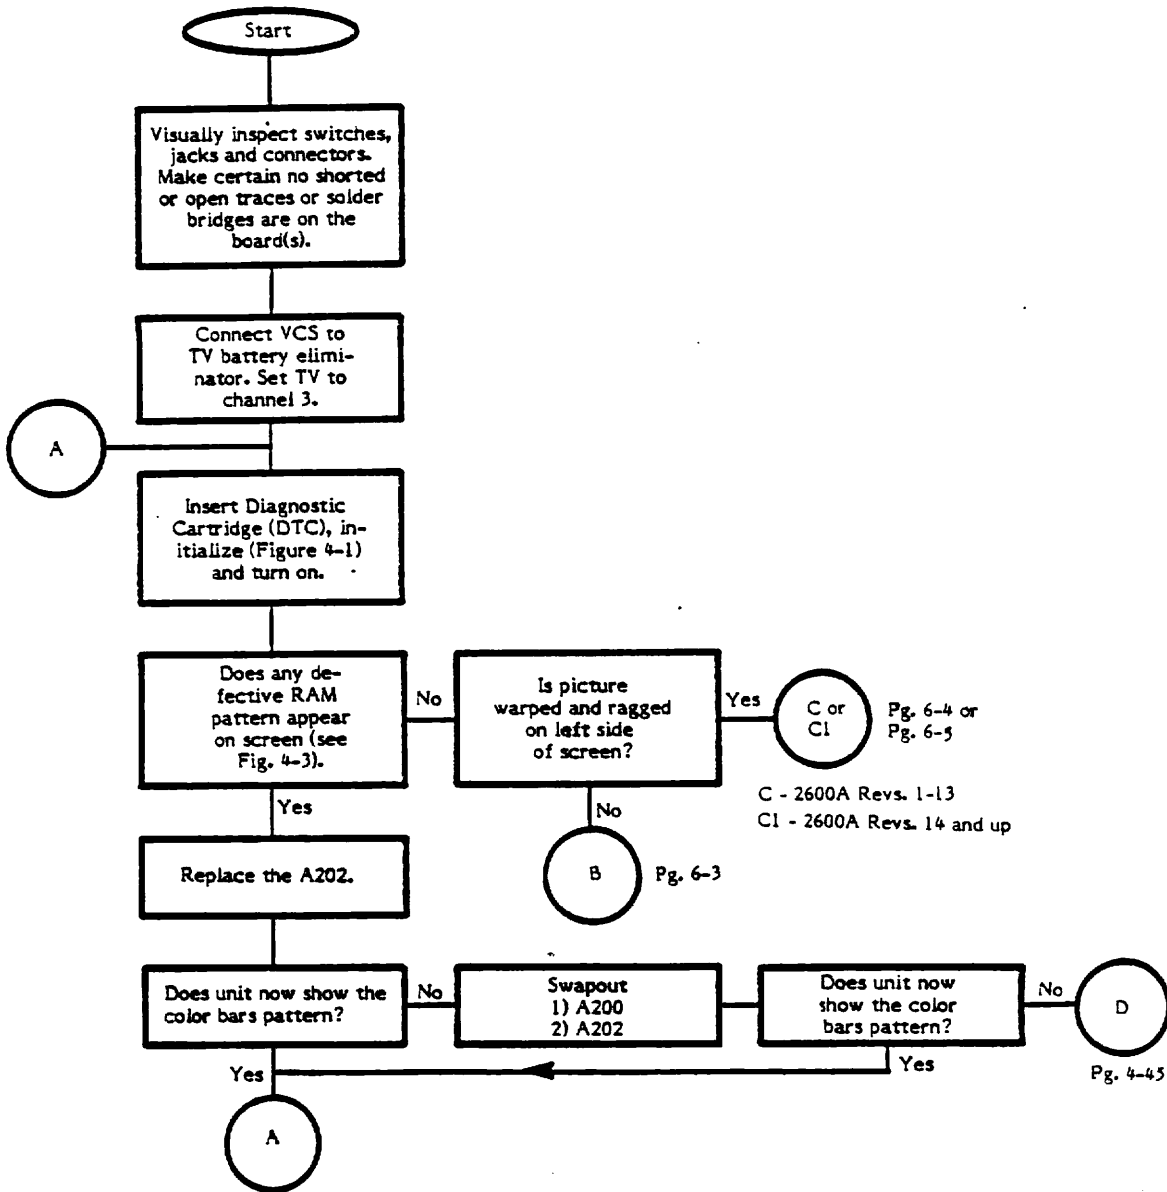 Start
Visually inspect switches,
jacks and connectors.
Make certain no shorted
or open traces or solder
bridges are on the
board(s).
Connect VCS to
TV battery elimi-
nator. Set TV to
channel 3.
A
Insert Diagnostic
Cartridge (DTC), in-
itialize (Figure 4-1)
and turn on.
Does any de-
fective RAM
pattern appear
on screen (see
Fig. 4-3).
No
Is picture
warped and ragged
on left side
of screen?
Yes
C or
C1
Pg. 6-4 or
Pg. 6-5
C - 2600A Revs. 1-13
C1 - 2600A Revs. 14 and up
Yes
No
B
Pg. 6-3
Replace the A202.
Does unit now show the
color bars pattern?
No
Swapout
1) A200
2) A202
Does unit now
show the color
bars pattern?
No
D
Pg. 4-45
Yes
Yes
A